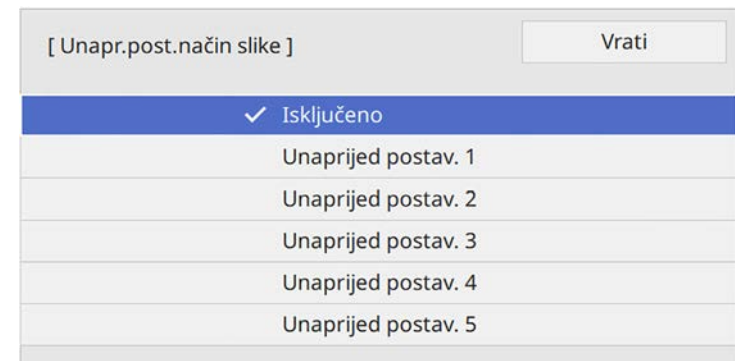 [ Unapr.post.način slike ]
Vrati
Isključeno
Unaprijed postav. 1
Unaprijed postav. 2
Unaprijed postav. 3
Unaprijed postav. 4
Unaprijed postav. 5